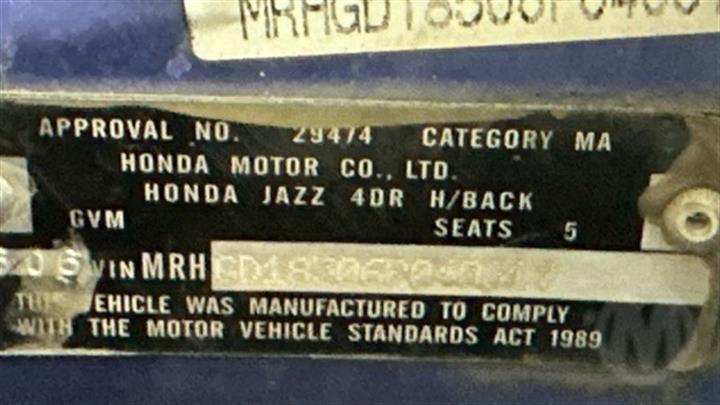 APPROVAL NO. 29474 CATEGORY MA
HONDA MOTOR CO., LTD.
HONDA JAZZ 4DR H/BACK
GVM SEATS 5
VIN MRH
THIS VEHICLE WAS MANUFACTURED TO COMPLY
WITH THE MOTOR VEHICLE STANDARDS ACT 1989